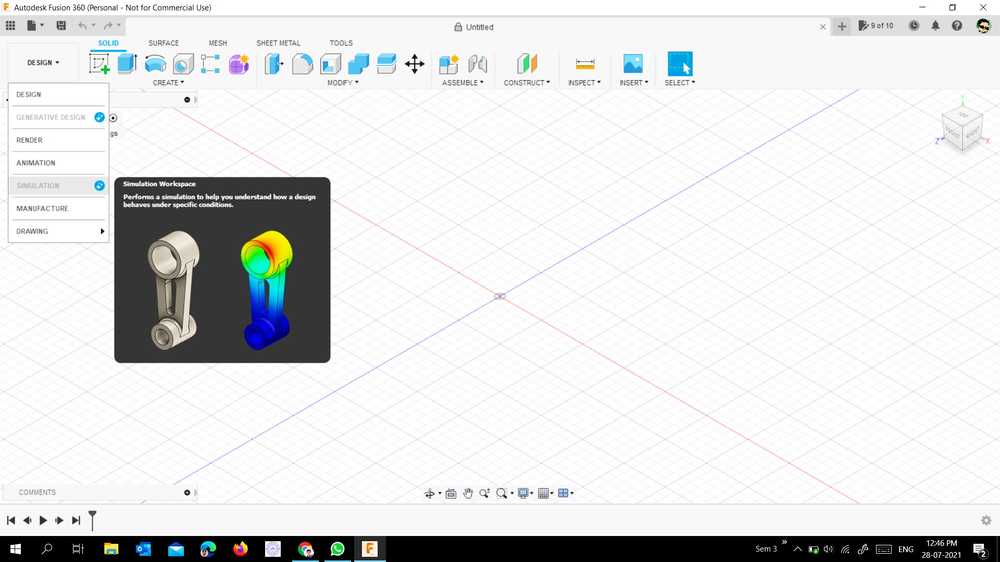 Autodesk Fusion 360 (Personal - Not for Commercial Use)
Untitled
9 of 10
SOLID
SURFACE
MESH
SHEET METAL
TOOLS
DESIGN
CREATE
MODIFY
ASSEMBLE
CONSTRUCT
INSPECT
INSERT
SELECT
DESIGN
GENERATIVE DESIGN
RENDER
ANIMATION
SIMULATION
MANUFACTURE
DRAWING
gs
Simulation Workspace
Performs a simulation to help you understand how a design
behaves under specific conditions.
Y
TOP
FRONT
RIGHT
Z
X
COMMENTS
Sem 3
ENG
12:46 PM
28-07-2021
2